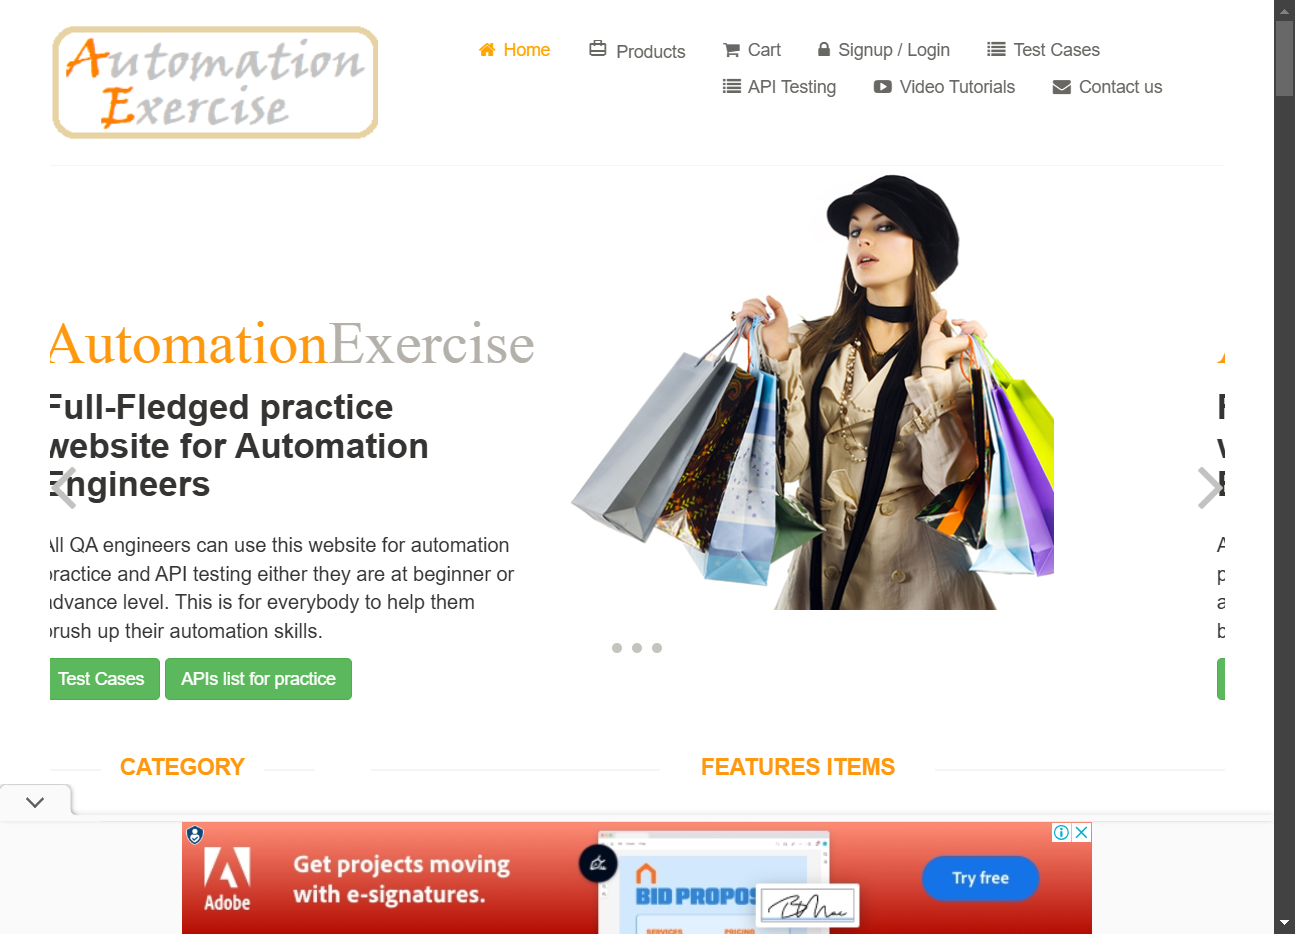 Automation
Exercise
Home
Products
Cart
Signup / Login
Test Cases
API Testing
Video Tutorials
Contact us
AutomationExercise
Full-Fledged practice
website for Automation
Engineers
All QA engineers can use this website for automation
practice and API testing either they are at beginner or
advance level. This is for everybody to help them
brush up their automation skills.
Test Cases
APIs list for practice
CATEGORY
FEATURES ITEMS
Adobe
Get projects moving
with e-signatures.
BID PROPOS
SERVICES
PRICING
Try free